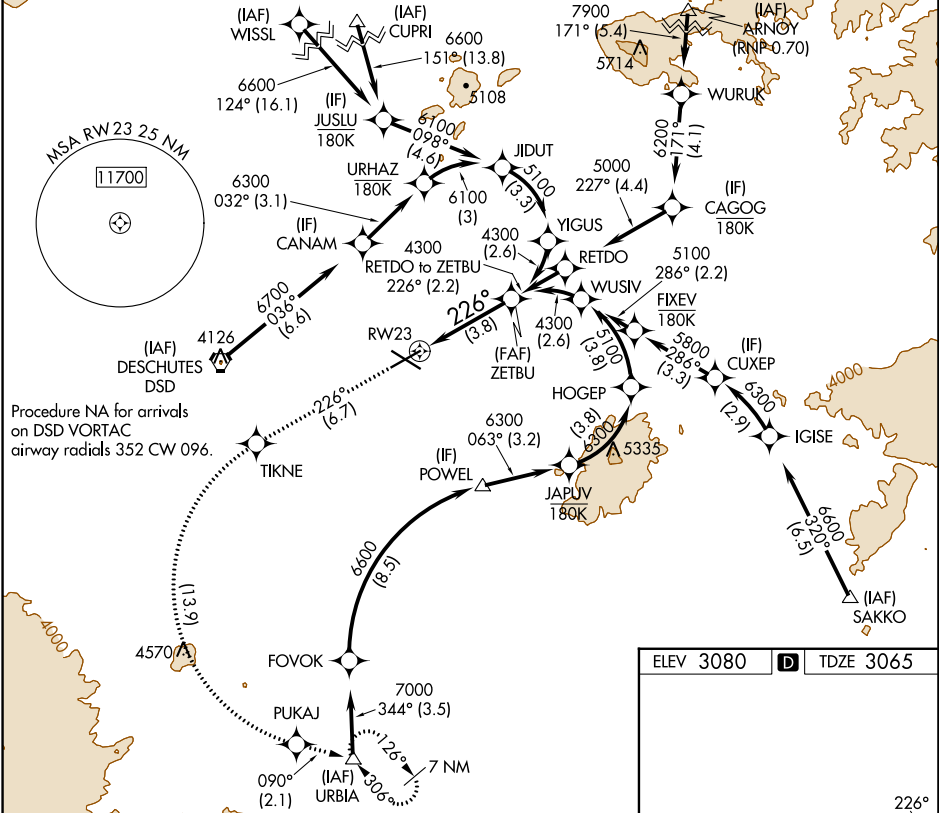 (IAF)
WISSL
(IAF)
CUPRI
6600
151° (13.8)
7900
171° (5.4)
(IAF)
ARNOY
(RNP 0.70)
5714
6600
124° (16.1)
5108
WURUK
(IF)
JUSLU
180K
6100
098°
(4.6)
JIDUT
6200
171°
(4.1)
MSA RW23 25 NM
11700
URHAZ
180K
6100
(3)
5100
(3.3)
5000
227° (4.4)
(IF)
CAGOG
180K
6300
032° (3.1)
(IF)
CANAM
YIGUS
4300
(2.6)
4300
RETDO to ZETBU
226° (2.2)
RETDO
5100
286° (2.2)
WUSIV
FIXEV
180K
6700
036°
(6.6)
226°
(3.8)
4300
(2.6)
5100
(3.8)
5800
286°
(3.3)
(IF)
CUXEP
4126
(IAF)
DESCHUTES
DSD
RW23
(FAF)
ZETBU
HOGEP
6300
(2.9)
4000
Procedure NA for arrivals
on DSD VORTAC
airway radials 352 CW 096.
226°
(6.7)
6300
063° (3.2)
(3.8)
6300
5335
IGISE
TIKNE
(IF)
POWEL
JAPUV
180K
6600
320°
(6.5)
6600
(8.5)
(13.9)
(IAF)
SAKKO
4000
4570
FOVOK
ELEV 3080 D TDZE 3065
7000
344° (3.5)
PUKAJ
126°
7 NM
306°
090°
(2.1)
(IAF)
URBIA
226°